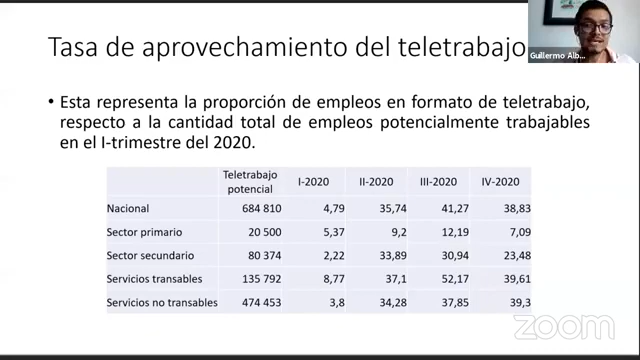 Tasa de aprovechamiento del teletrabajo
Guillermo Alb...
• Esta representa la proporción de empleos en formato de teletrabajo,
respecto a la cantidad total de empleos potencialmente trabajables
en el I-trimestre del 2020.
Teletrabajo potencial I-2020 II-2020 III-2020 IV-2020
Nacional 684 810 4,79 35,74 41,27 38,83
Sector primario 20 500 5,37 9,2 12,19 7,09
Sector secundario 80 374 2,22 33,89 30,94 23,48
Servicios transables 135 792 8,77 37,1 52,17 39,61
Servicios no transables 474 453 3,8 34,28 37,85 39,3
zoom